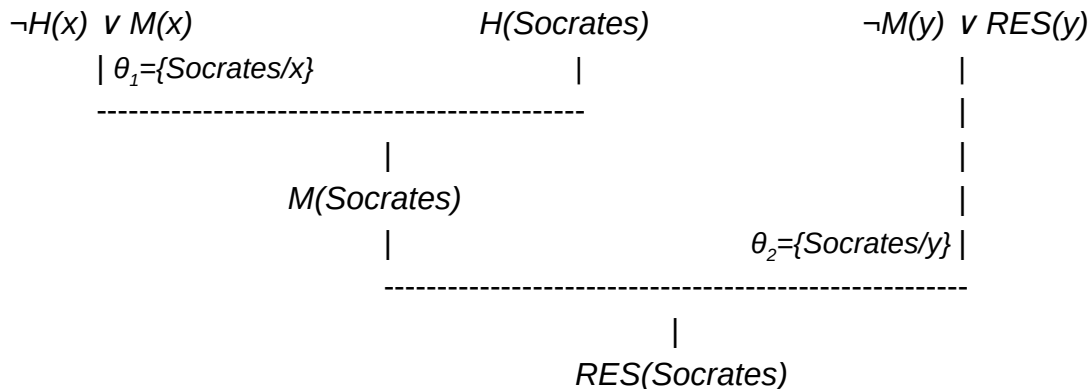 ¬H(x) ∨ M(x) H(Socrates) ¬M(y) ∨ RES(y)
| θ₁={Socrates/x} | |
---------------------------------------------- |
| |
M(Socrates) |
| θ₂={Socrates/y} |
-------------------------------------------------------
|
RES(Socrates)